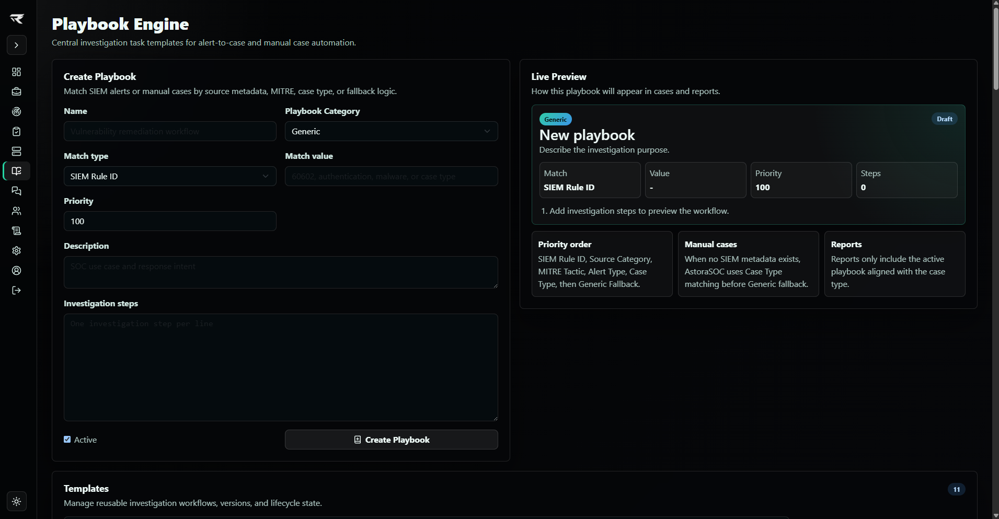 Playbook Engine
Central investigation task templates for alert-to-case and manual case automation.
Create Playbook
Match SIEM alerts or manual cases by source metadata, MITRE, case type, or fallback logic.
Name
Vulnerability remediation workflow
Playbook Category
Generic
Match type
SIEM Rule ID
Match value
60602, authentication, malware, or case type
Priority
100
Description
SOC use case and response intent
Investigation steps
One investigation step per line
Active
Create Playbook
Live Preview
How this playbook will appear in cases and reports.
Generic
Draft
New playbook
Describe the investigation purpose.
Match
SIEM Rule ID
Value
-
Priority
100
Steps
0
1. Add investigation steps to preview the workflow.
Priority order
SIEM Rule ID, Source Category,
MITRE Tactic, Alert Type, Case
Type, then Generic Fallback.
Manual cases
When no SIEM metadata exists,
AstoraSOC uses Case Type
matching before Generic fallback.
Reports
Reports only include the active
playbook aligned with the case
type.
Templates
11
Manage reusable investigation workflows, versions, and lifecycle state.